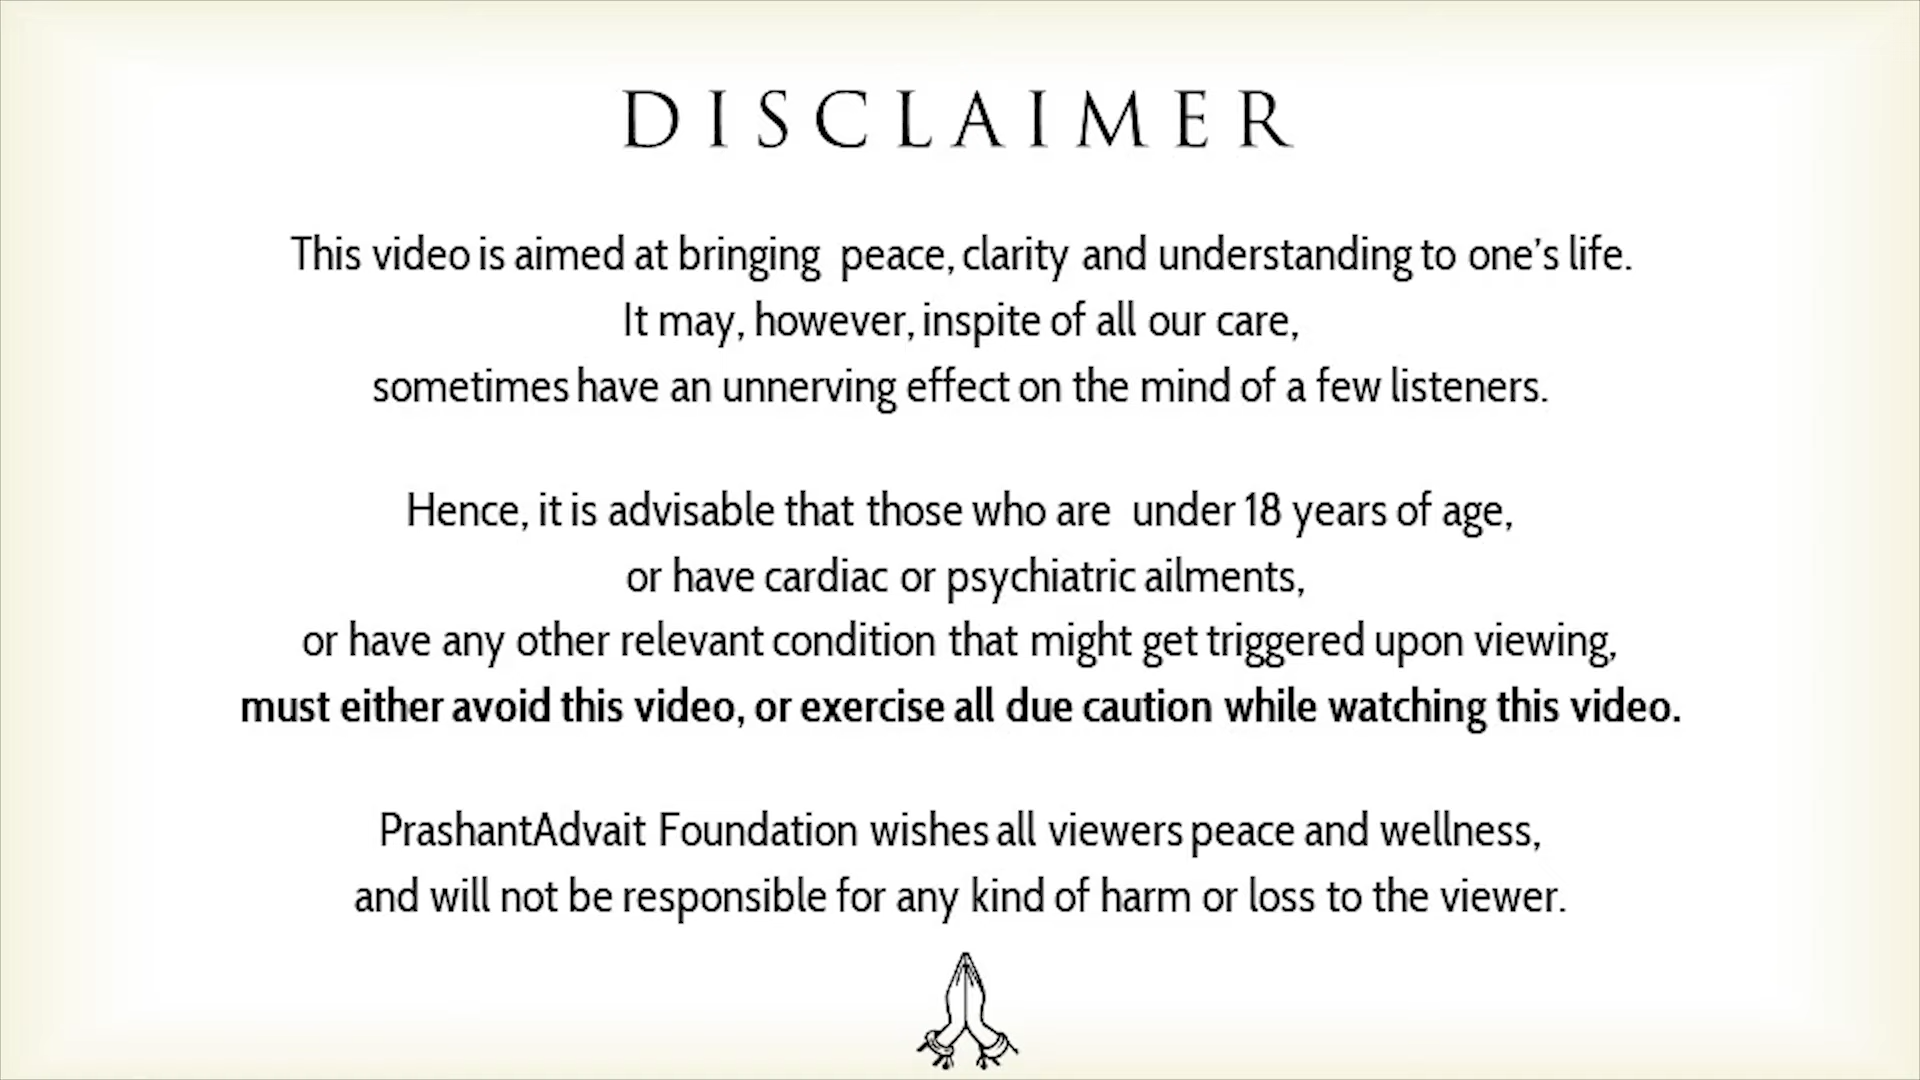 DISCLAIMER
This video is aimed at bringing peace, clarity and understanding to one's life.
It may, however, inspite of all our care,
sometimes have an unnerving effect on the mind of a few listeners.
Hence, it is advisable that those who are under 18 years of age,
or have cardiac or psychiatric ailments,
or have any other relevant condition that might get triggered upon viewing,
must either avoid this video, or exercise all due caution while watching this video.
PrashantAdvait Foundation wishes all viewers peace and wellness,
and will not be responsible for any kind of harm or loss to the viewer.